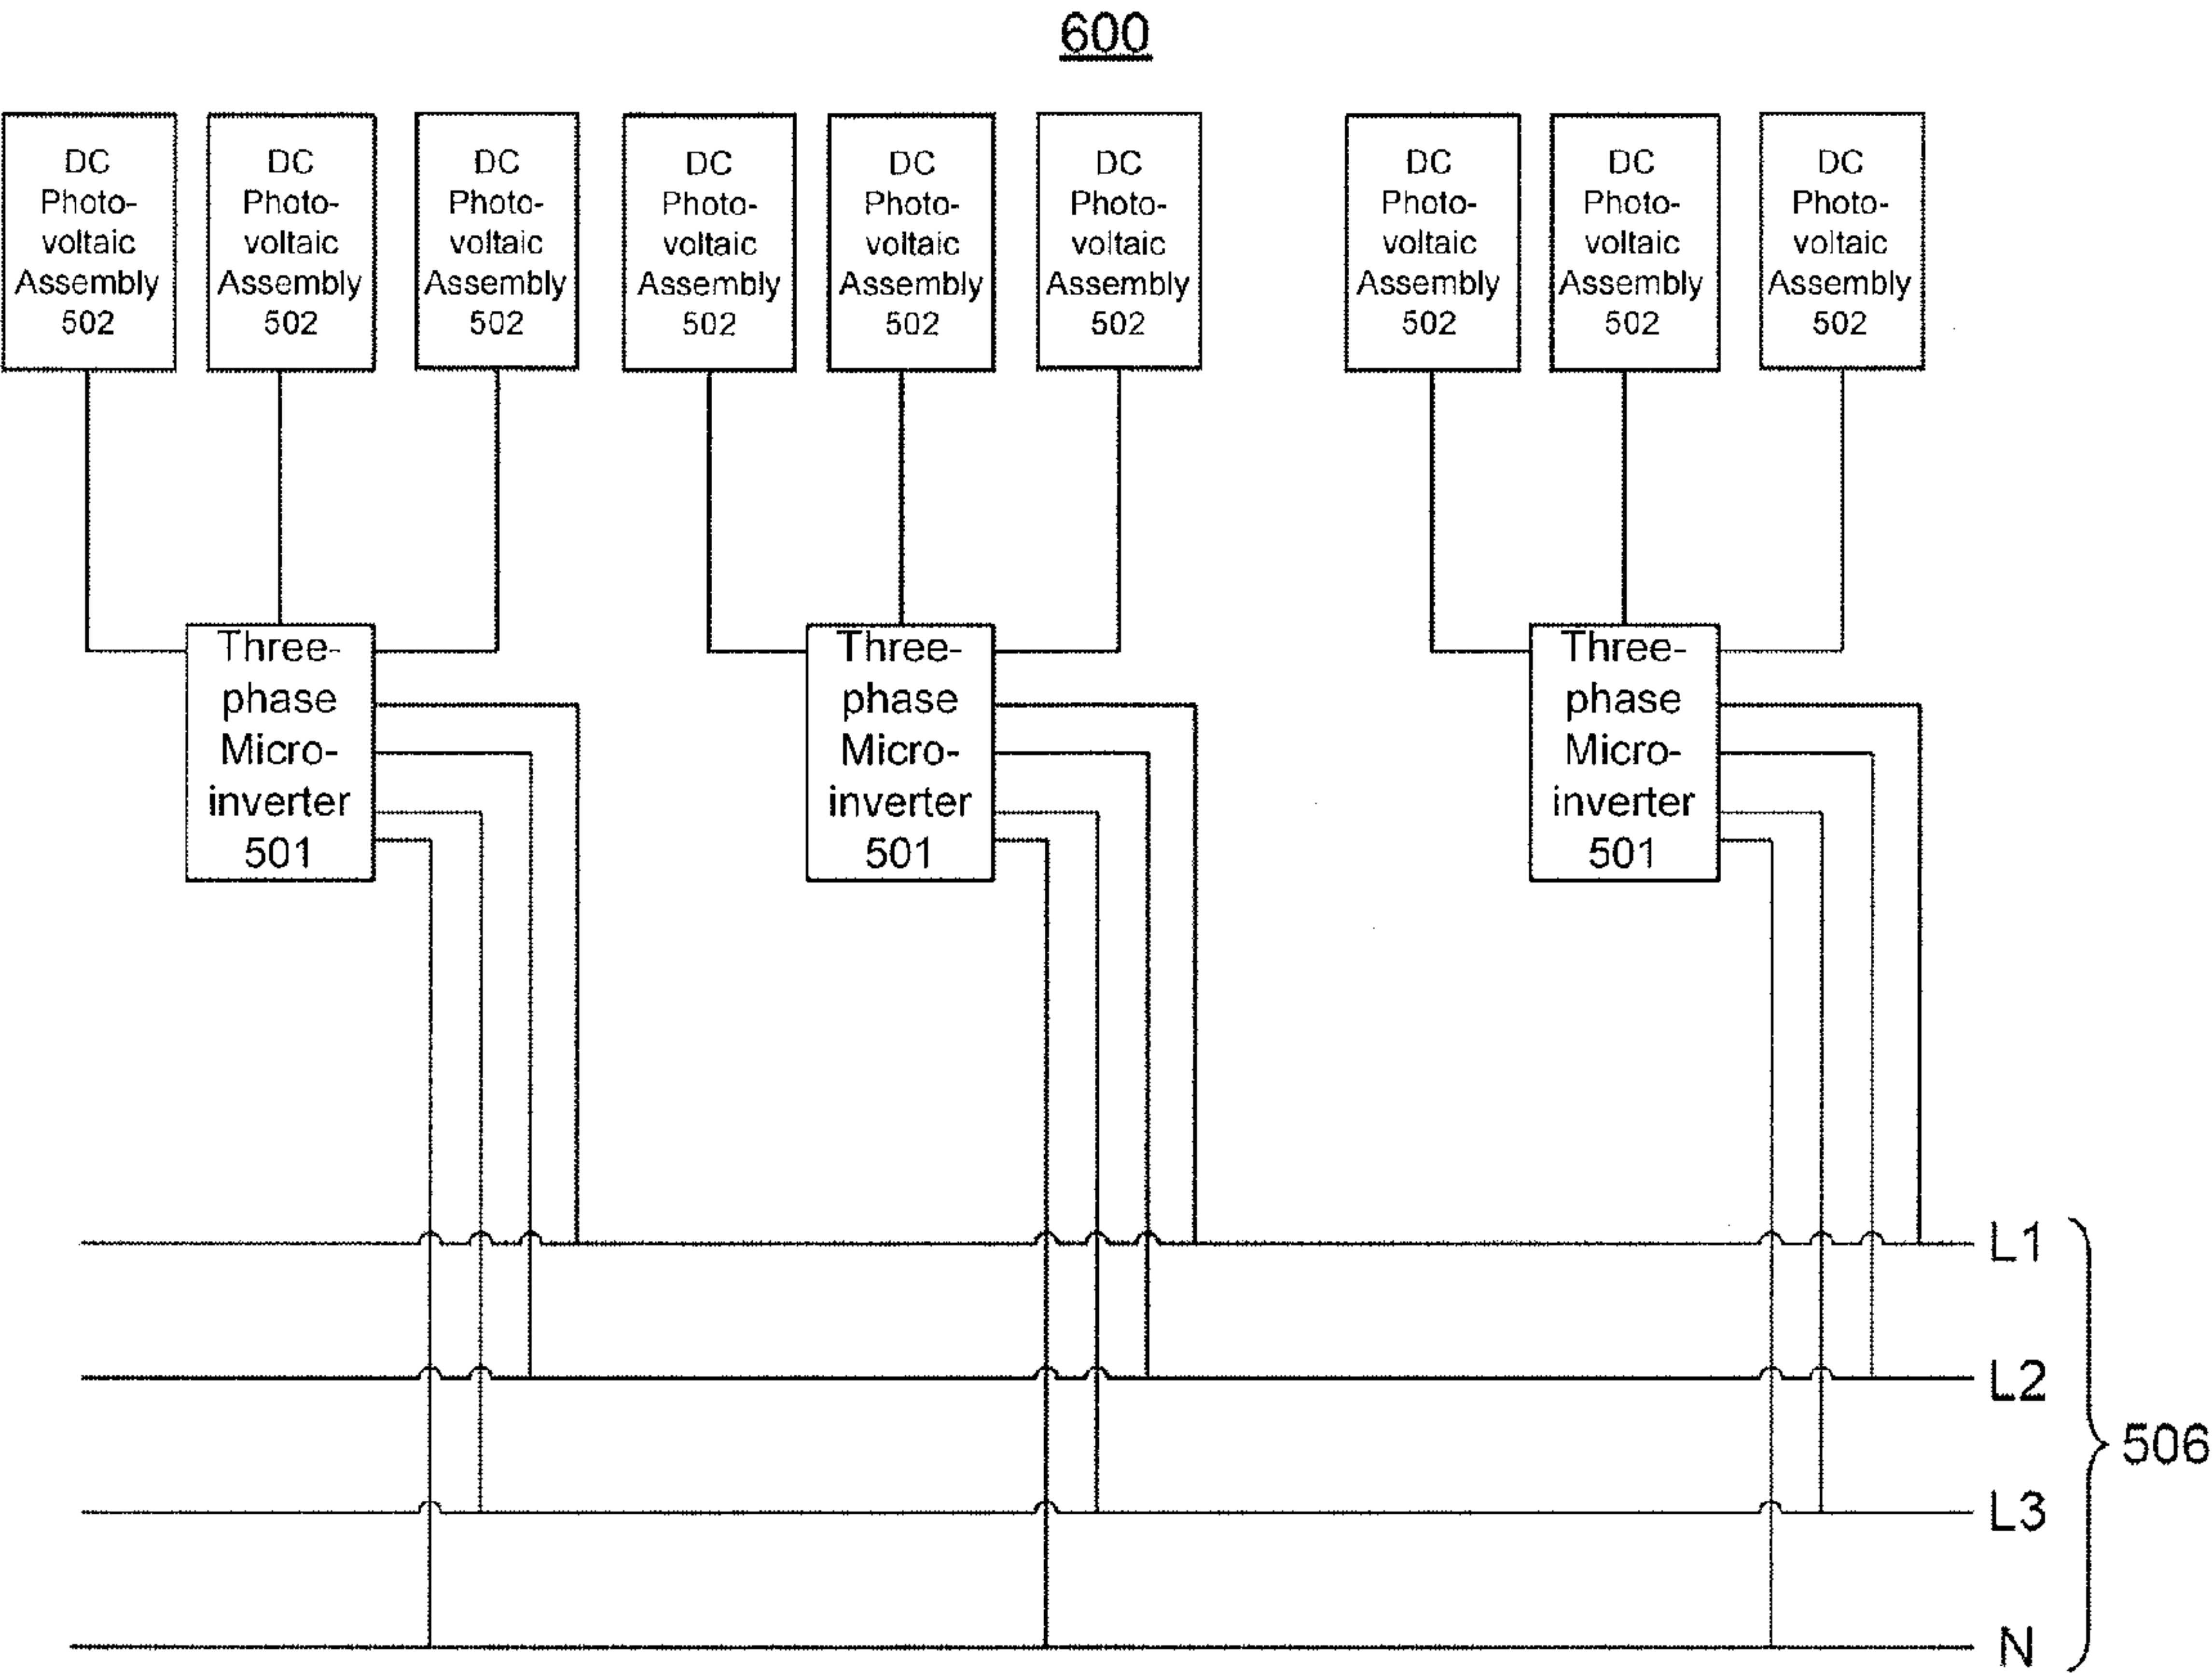 600
DC
Photo-
voltaic
Assembly
502
DC
Photo-
voltaic
Assembly
502
DC
Photo-
voltaic
Assembly
502
DC
Photo-
voltaic
Assembly
502
DC
Photo-
voltaic
Assembly
502
DC
Photo-
voltaic
Assembly
502
DC
Photo-
voltaic
Assembly
502
DC
Photo-
voltaic
Assembly
502
DC
Photo-
voltaic
Assembly
502
Three-
phase
Micro-
inverter
501
Three-
phase
Micro-
inverter
501
Three-
phase
Micro-
inverter
501
L1
L2
506
L3
N